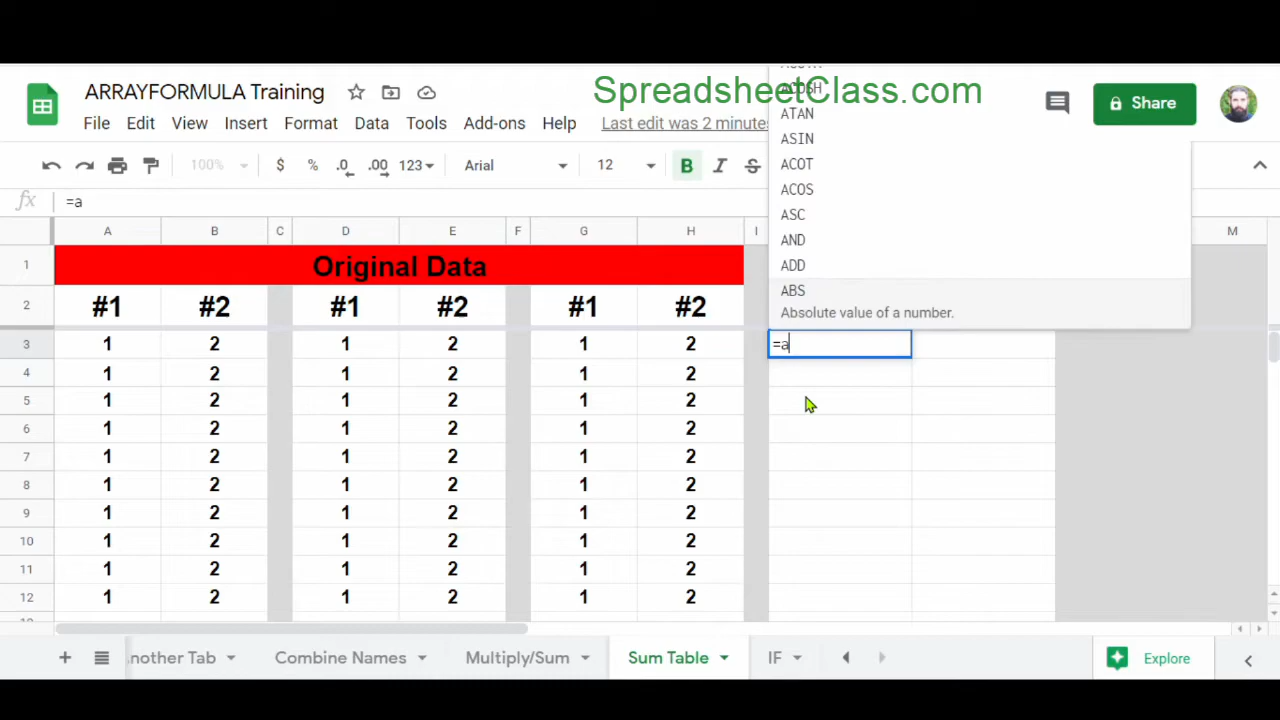 ARRAYFORMULA Training
SpreadsheetClass.com
Share
File Edit View Insert Format Data Tools Add-ons Help Last edit was 2 minutes
100% $ % .0 .00 123 Arial 12 B I S
ACOSH
ATAN
ASIN
ACOT
ACOS
ASC
AND
ADD
ABS
Absolute value of a number.
fx =a
A B C D E F G H I M
1 Original Data
2 #1 #2 #1 #2 #1 #2
3 1 2 1 2 1 2 =a
4 1 2 1 2 1 2
5 1 2 1 2 1 2
6 1 2 1 2 1 2
7 1 2 1 2 1 2
8 1 2 1 2 1 2
9 1 2 1 2 1 2
10 1 2 1 2 1 2
11 1 2 1 2 1 2
12 1 2 1 2 1 2
nother Tab Combine Names Multiply/Sum Sum Table IF Explore